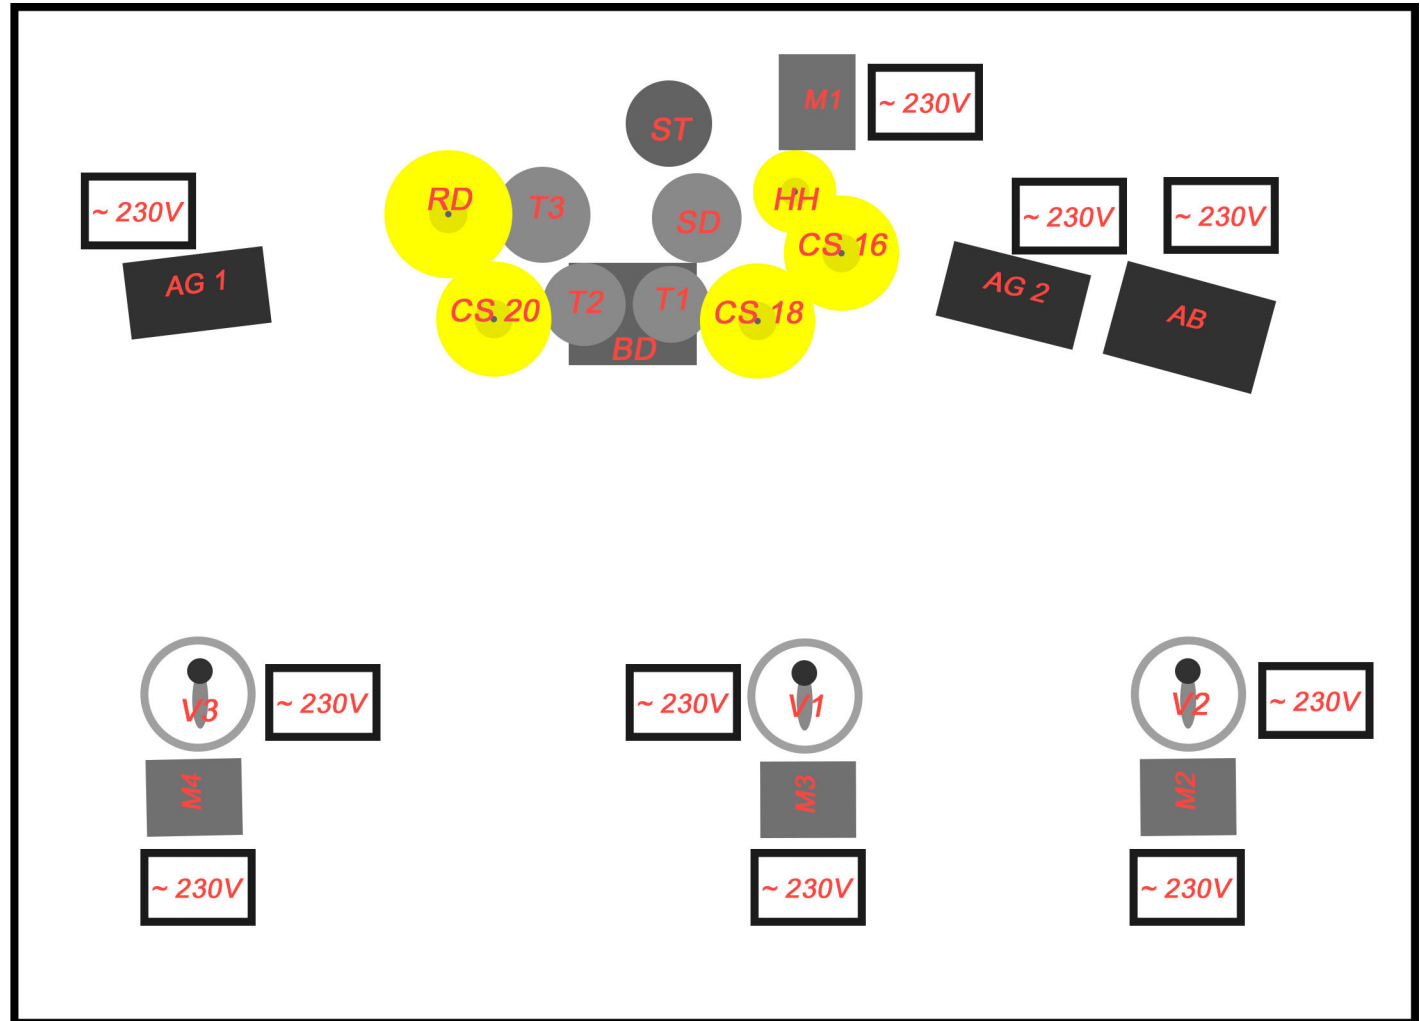 M1
~ 230V
ST
RD
T3
SD
HH
CS 16
~ 230V
~ 230V
~ 230V
AG 1
CS 20
T2
T1
CS 18
BD
AG 2
AB
V3
~ 230V
~ 230V
V1
V2
~ 230V
M4
M3
M2
~ 230V
~ 230V
~ 230V